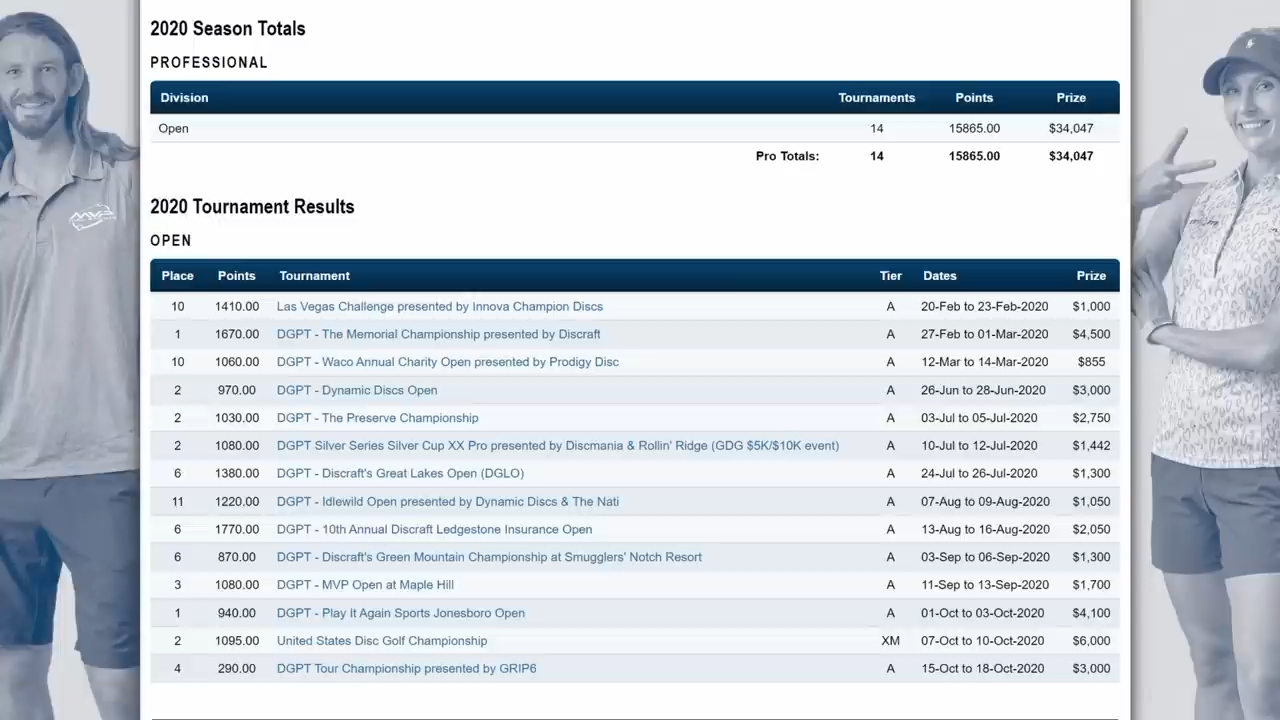 2020 Season Totals
PROFESSIONAL
Division Tournaments Points Prize
Open 14 15865.00 $34,047
Pro Totals: 14 15865.00 $34,047
2020 Tournament Results
OPEN
Place Points Tournament Tier Dates Prize
10 1410.00 Las Vegas Challenge presented by Innova Champion Discs A 20-Feb to 23-Feb-2020 $1,000
1 1670.00 DGPT - The Memorial Championship presented by Discraft A 27-Feb to 01-Mar-2020 $4,500
10 1060.00 DGPT - Waco Annual Charity Open presented by Prodigy Disc A 12-Mar to 14-Mar-2020 $855
2 970.00 DGPT - Dynamic Discs Open A 26-Jun to 28-Jun-2020 $3,000
2 1030.00 DGPT - The Preserve Championship A 03-Jul to 05-Jul-2020 $2,750
2 1080.00 DGPT Silver Series Silver Cup XX Pro presented by Discmania & Rollin' Ridge (GDG $5K/$10K event) A 10-Jul to 12-Jul-2020 $1,442
6 1380.00 DGPT - Discraft's Great Lakes Open (DGLO) A 24-Jul to 26-Jul-2020 $1,300
11 1220.00 DGPT - Idlewild Open presented by Dynamic Discs & The Nati A 07-Aug to 09-Aug-2020 $1,050
6 1770.00 DGPT - 10th Annual Discraft Ledgestone Insurance Open A 13-Aug to 16-Aug-2020 $2,050
6 870.00 DGPT - Discraft's Green Mountain Championship at Smugglers' Notch Resort A 03-Sep to 06-Sep-2020 $1,300
3 1080.00 DGPT - MVP Open at Maple Hill A 11-Sep to 13-Sep-2020 $1,700
1 940.00 DGPT - Play It Again Sports Jonesboro Open A 01-Oct to 03-Oct-2020 $4,100
2 1095.00 United States Disc Golf Championship XM 07-Oct to 10-Oct-2020 $6,000
4 290.00 DGPT Tour Championship presented by GRIP6 A 15-Oct to 18-Oct-2020 $3,000
MVP